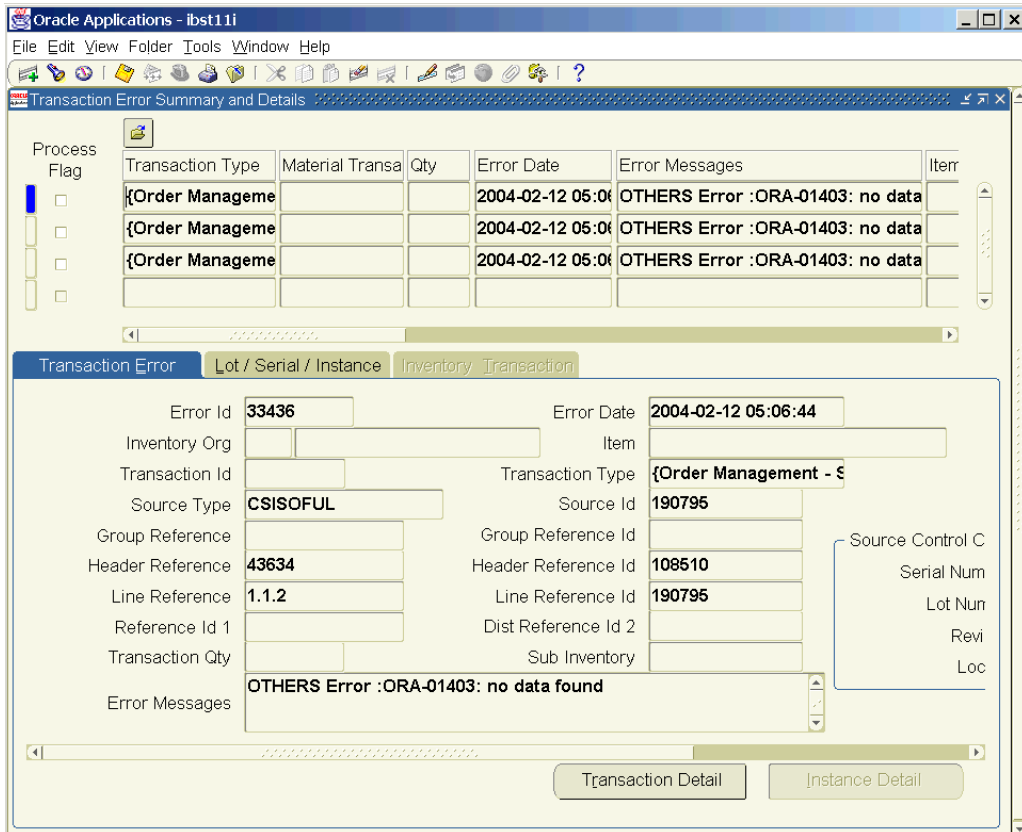 Oracle Applications - ibst11i
File Edit View Folder Tools Window Help
Transaction Error Summary and Details
Process Flag
Transaction Type Material Transa Qty Error Date Error Messages Item
{Order Manageme 2004-02-12 05:06 OTHERS Error :ORA-01403: no data
{Order Manageme 2004-02-12 05:06 OTHERS Error :ORA-01403: no data
{Order Manageme 2004-02-12 05:06 OTHERS Error :ORA-01403: no data
Transaction Error Lot / Serial / Instance Inventory Transaction
Error Id 33436 Error Date 2004-02-12 05:06:44
Inventory Org Item
Transaction Id Transaction Type {Order Management - S
Source Type CSISOFUL Source Id 190795
Group Reference Group Reference Id
Source Control C
Header Reference 43634 Header Reference Id 108510
Serial Num
Line Reference 1.1.2 Line Reference Id 190795
Lot Num
Reference Id 1 Dist Reference Id 2
Revi
Transaction Qty Sub Inventory
Loc
Error Messages OTHERS Error :ORA-01403: no data found
Transaction Detail Instance Detail